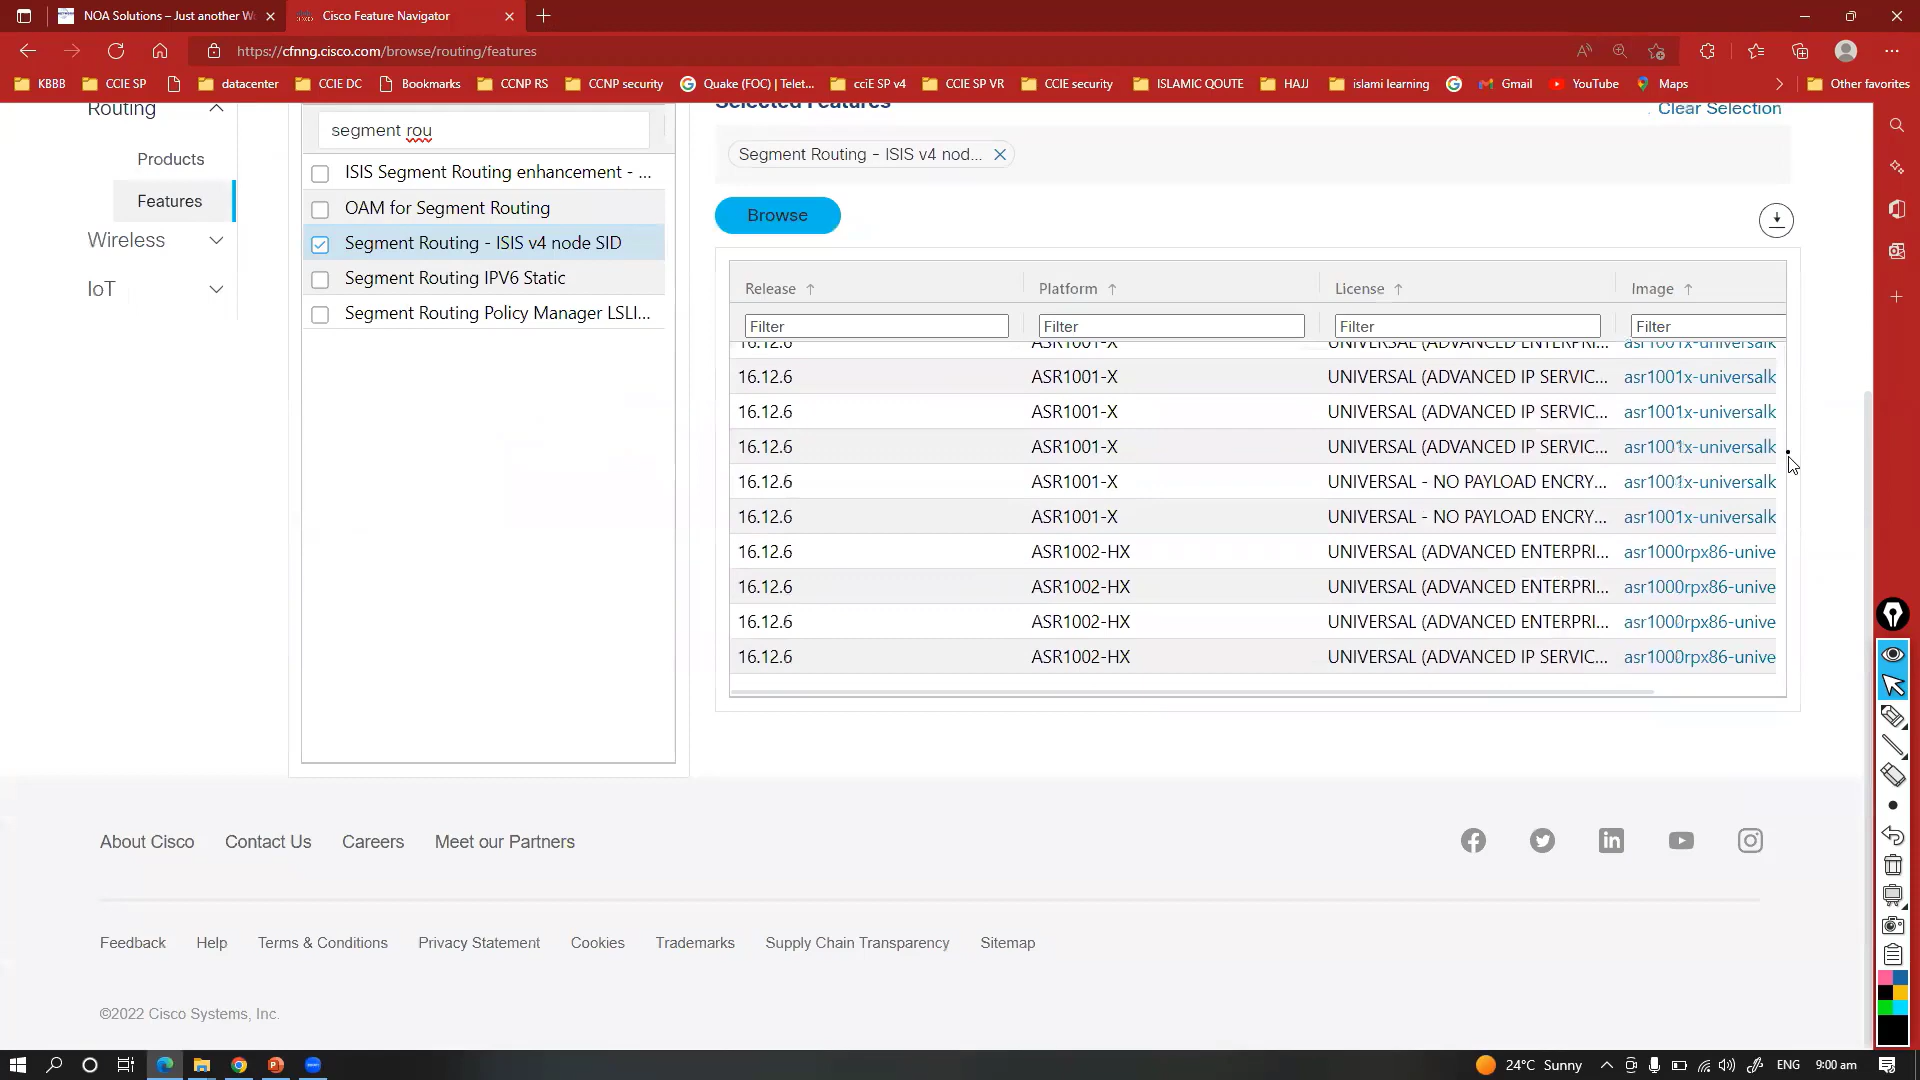 NOA Solutions – Just another W
Cisco Feature Navigator
https://cfnng.cisco.com/browse/routing/features
KBBB
CCIE SP
datacenter
CCIE DC
Bookmarks
CCNP RS
CCNP security
Quake (FOC) | Telet...
cciE SP v4
CCIE SP VR
CCIE security
ISLAMIC QOUTE
HAJJ
islami learning
Gmail
YouTube
Maps
Other favorites
Routing
Products
Features
Wireless
IoT
segment rou
ISIS Segment Routing enhancement - ...
OAM for Segment Routing
Segment Routing - ISIS v4 node SID
Segment Routing IPV6 Static
Segment Routing Policy Manager LSLI...
Selected Features
Clear Selection
Segment Routing - ISIS v4 nod...
Browse
Release Platform License Image
Filter Filter Filter Filter
16.12.6 ASR1001-X UNIVERSAL (ADVANCED ENTERPRI... asr1001x-universalk
16.12.6 ASR1001-X UNIVERSAL (ADVANCED IP SERVIC... asr1001x-universalk
16.12.6 ASR1001-X UNIVERSAL (ADVANCED IP SERVIC... asr1001x-universalk
16.12.6 ASR1001-X UNIVERSAL (ADVANCED IP SERVIC... asr1001x-universalk
16.12.6 ASR1001-X UNIVERSAL - NO PAYLOAD ENCRY... asr1001x-universalk
16.12.6 ASR1001-X UNIVERSAL - NO PAYLOAD ENCRY... asr1001x-universalk
16.12.6 ASR1002-HX UNIVERSAL (ADVANCED ENTERPRI... asr1000rpx86-unive
16.12.6 ASR1002-HX UNIVERSAL (ADVANCED ENTERPRI... asr1000rpx86-unive
16.12.6 ASR1002-HX UNIVERSAL (ADVANCED ENTERPRI... asr1000rpx86-unive
16.12.6 ASR1002-HX UNIVERSAL (ADVANCED IP SERVIC... asr1000rpx86-unive
About Cisco Contact Us Careers Meet our Partners
Feedback Help Terms & Conditions Privacy Statement Cookies Trademarks Supply Chain Transparency Sitemap
©2022 Cisco Systems, Inc.
24°C Sunny
ENG
9:00 am